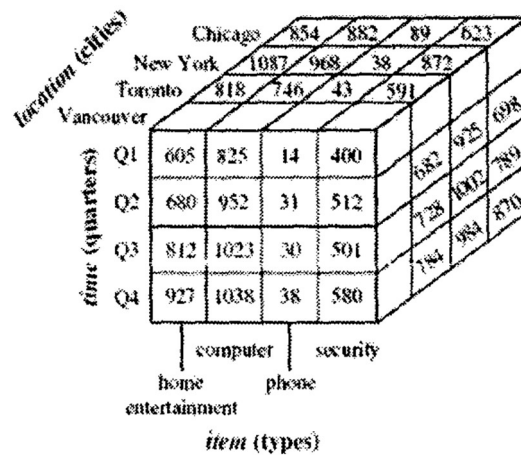 location (cities)
Chicago 854 882 89 623
New York 1087 968 38 872
Toronto 818 746 43 591
Vancouver
time (quarters)
Q1 605 825 14 400
Q2 680 952 31 512
Q3 812 1023 30 501
Q4 927 1038 38 580
682 925 698
728 1002 789
784 984 870
computer security
home phone
entertainment
item (types)